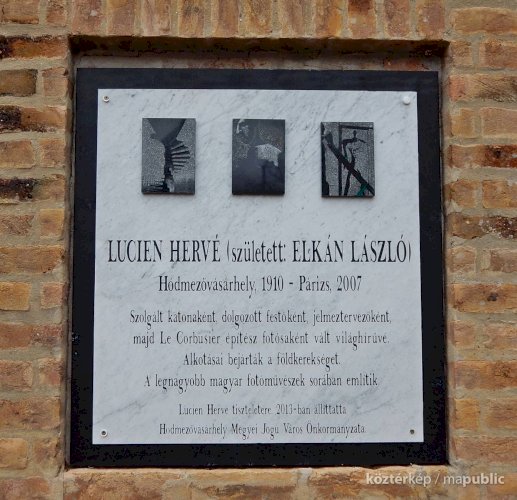 LUCIEN HERVÉ (született: ELKÁN LÁSZLÓ)
Hódmezővásárhely, 1910 - Párizs, 2007
Szolgált katonaként, dolgozott festőként, jelmeztervezőként,
majd Le Corbusier építész fotósaként vált világhírűvé.
Alkotásai bejárták a földkerekséget.
A legnagyobb magyar fotóművészek sorában említik.
Lucien Hervé tiszteletére 2013-ban állíttatta
Hódmezővásárhely Megyei Jogú Város Önkormányzata.
köztérkép / mapublic